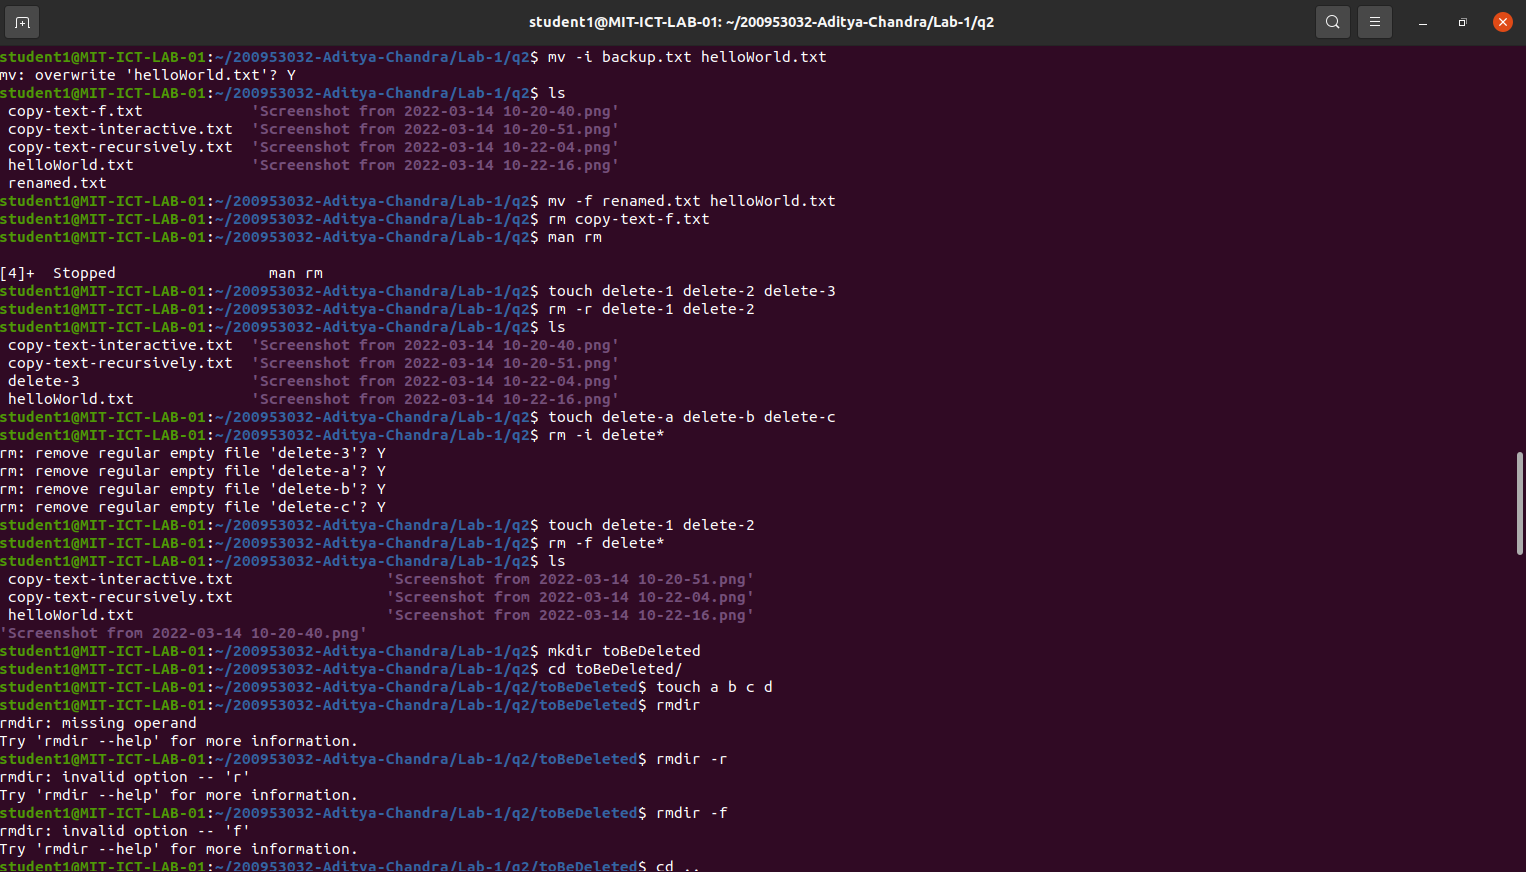 student1@MIT-ICT-LAB-01: ~/200953032-Aditya-Chandra/Lab-1/q2
student1@MIT-ICT-LAB-01:~/200953032-Aditya-Chandra/Lab-1/q2$ mv -i backup.txt helloWorld.txt
mv: overwrite 'helloWorld.txt'? Y
student1@MIT-ICT-LAB-01:~/200953032-Aditya-Chandra/Lab-1/q2$ ls
 copy-text-f.txt            'Screenshot from 2022-03-14 10-20-40.png'
 copy-text-interactive.txt  'Screenshot from 2022-03-14 10-20-51.png'
 copy-text-recursively.txt  'Screenshot from 2022-03-14 10-22-04.png'
 helloWorld.txt             'Screenshot from 2022-03-14 10-22-16.png'
 renamed.txt
student1@MIT-ICT-LAB-01:~/200953032-Aditya-Chandra/Lab-1/q2$ mv -f renamed.txt helloWorld.txt
student1@MIT-ICT-LAB-01:~/200953032-Aditya-Chandra/Lab-1/q2$ rm copy-text-f.txt
student1@MIT-ICT-LAB-01:~/200953032-Aditya-Chandra/Lab-1/q2$ man rm
[4]+  Stopped                 man rm
student1@MIT-ICT-LAB-01:~/200953032-Aditya-Chandra/Lab-1/q2$ touch delete-1 delete-2 delete-3
student1@MIT-ICT-LAB-01:~/200953032-Aditya-Chandra/Lab-1/q2$ rm -r delete-1 delete-2
student1@MIT-ICT-LAB-01:~/200953032-Aditya-Chandra/Lab-1/q2$ ls
 copy-text-interactive.txt  'Screenshot from 2022-03-14 10-20-40.png'
 copy-text-recursively.txt  'Screenshot from 2022-03-14 10-20-51.png'
 delete-3                   'Screenshot from 2022-03-14 10-22-04.png'
 helloWorld.txt             'Screenshot from 2022-03-14 10-22-16.png'
student1@MIT-ICT-LAB-01:~/200953032-Aditya-Chandra/Lab-1/q2$ touch delete-a delete-b delete-c
student1@MIT-ICT-LAB-01:~/200953032-Aditya-Chandra/Lab-1/q2$ rm -i delete*
rm: remove regular empty file 'delete-3'? Y
rm: remove regular empty file 'delete-a'? Y
rm: remove regular empty file 'delete-b'? Y
rm: remove regular empty file 'delete-c'? Y
student1@MIT-ICT-LAB-01:~/200953032-Aditya-Chandra/Lab-1/q2$ touch delete-1 delete-2
student1@MIT-ICT-LAB-01:~/200953032-Aditya-Chandra/Lab-1/q2$ rm -f delete*
student1@MIT-ICT-LAB-01:~/200953032-Aditya-Chandra/Lab-1/q2$ ls
 copy-text-interactive.txt                 'Screenshot from 2022-03-14 10-20-51.png'
 copy-text-recursively.txt                 'Screenshot from 2022-03-14 10-22-04.png'
 helloWorld.txt                            'Screenshot from 2022-03-14 10-22-16.png'
'Screenshot from 2022-03-14 10-20-40.png'
student1@MIT-ICT-LAB-01:~/200953032-Aditya-Chandra/Lab-1/q2$ mkdir toBeDeleted
student1@MIT-ICT-LAB-01:~/200953032-Aditya-Chandra/Lab-1/q2$ cd toBeDeleted/
student1@MIT-ICT-LAB-01:~/200953032-Aditya-Chandra/Lab-1/q2/toBeDeleted$ touch a b c d
student1@MIT-ICT-LAB-01:~/200953032-Aditya-Chandra/Lab-1/q2/toBeDeleted$ rmdir
rmdir: missing operand
Try 'rmdir --help' for more information.
student1@MIT-ICT-LAB-01:~/200953032-Aditya-Chandra/Lab-1/q2/toBeDeleted$ rmdir -r
rmdir: invalid option -- 'r'
Try 'rmdir --help' for more information.
student1@MIT-ICT-LAB-01:~/200953032-Aditya-Chandra/Lab-1/q2/toBeDeleted$ rmdir -f
rmdir: invalid option -- 'f'
Try 'rmdir --help' for more information.
student1@MIT-ICT-LAB-01:~/200953032-Aditya-Chandra/Lab-1/q2/toBeDeleted$ cd ..